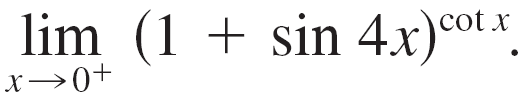 lim (1 + sin 4x)^{cot x}.
x→0⁺